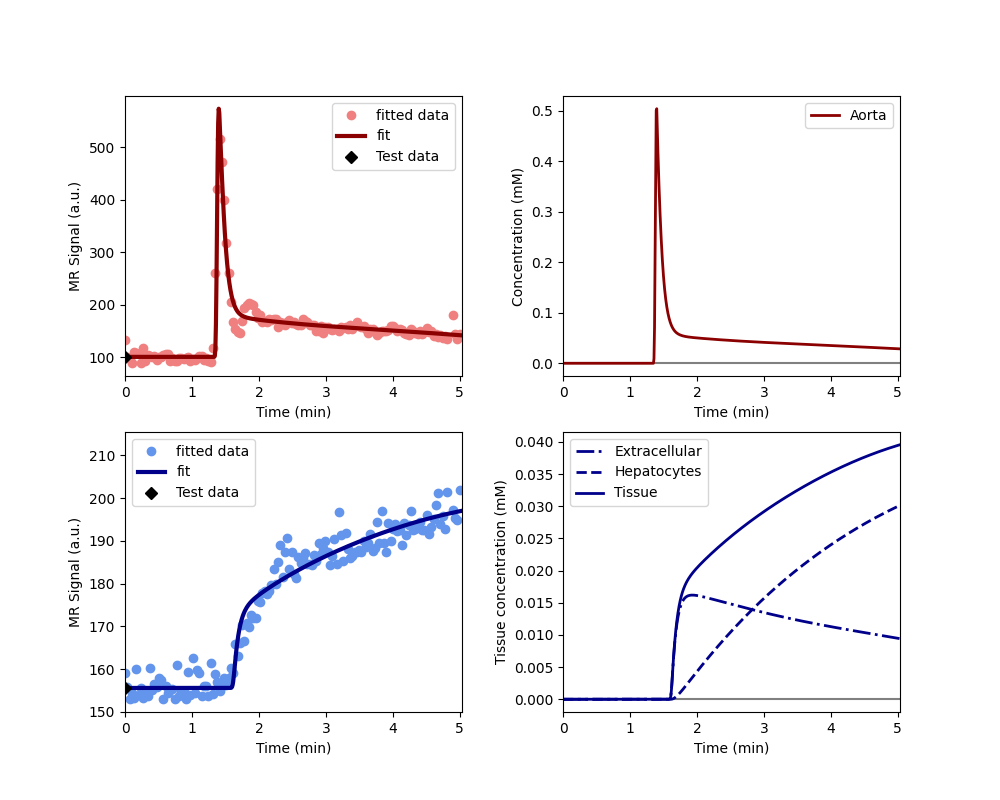 MR Signal (a.u.)
500
400
300
200
100
fitted data
fit
Test data
0 1 2 3 4 5
Time (min)
Concentration (mM)
0.5
0.4
0.3
0.2
0.1
0.0
Aorta
0 1 2 3 4 5
Time (min)
MR Signal (a.u.)
210
200
190
180
170
160
150
fitted data
fit
Test data
0 1 2 3 4 5
Time (min)
Tissue concentration (mM)
0.040
0.035
0.030
0.025
0.020
0.015
0.010
0.005
0.000
Extracellular
Hepatocytes
Tissue
0 1 2 3 4 5
Time (min)